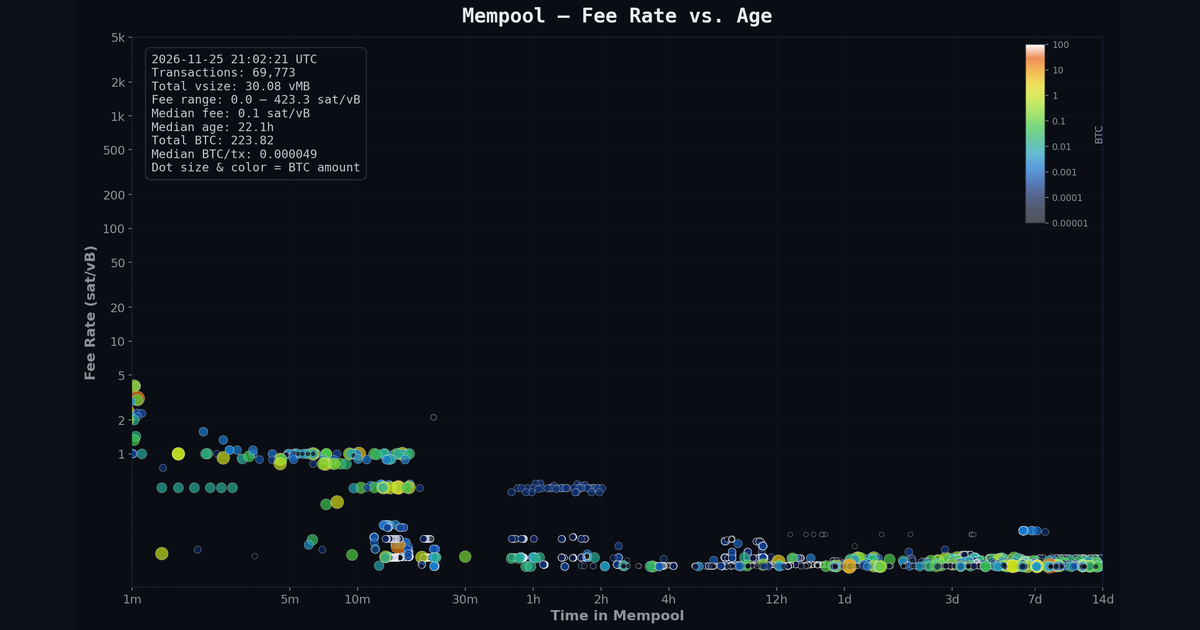 Mempool — Fee Rate vs. Age
2026-11-25 21:02:21 UTC
Transactions: 69,773
Total vsize: 30.08 vMB
Fee range: 0.0 — 423.3 sat/vB
Median fee: 0.1 sat/vB
Median age: 22.1h
Total BTC: 223.82
Median BTC/tx: 0.000049
Dot size & color = BTC amount
100
10
1
0.1
0.01
0.001
0.0001
0.00001
BTC
Fee Rate (sat/vB)
5k
2k
1k
500
200
100
50
20
10
5
2
1
1m
5m
10m
30m
1h
2h
4h
12h
1d
3d
7d
14d
Time in Mempool